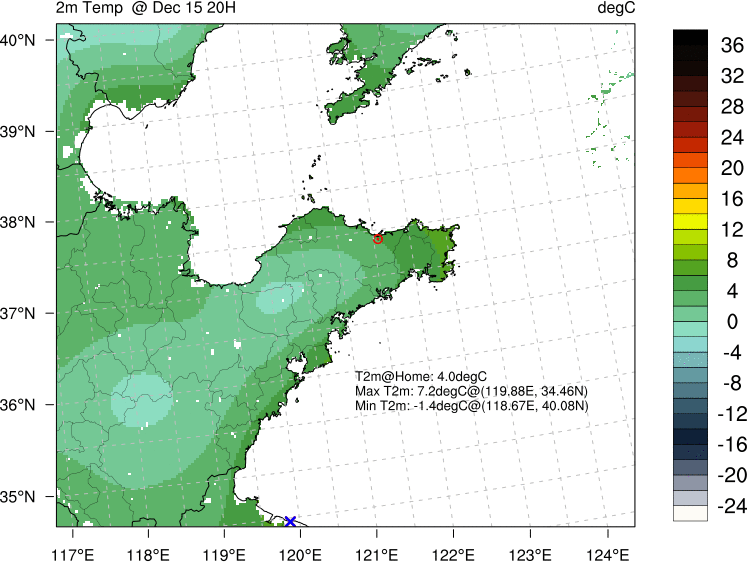 2m Temp @ Dec 15 20H degC
40°N
39°N
38°N
37°N
36°N
35°N
117°E 118°E 119°E 120°E 121°E 122°E 123°E 124°E
T2m@Home: 4.0degC
Max T2m: 7.2degC@(119.88E, 34.46N)
Min T2m: -1.4degC@(118.67E, 40.08N)
36
32
28
24
20
16
12
8
4
0
-4
-8
-12
-16
-20
-24